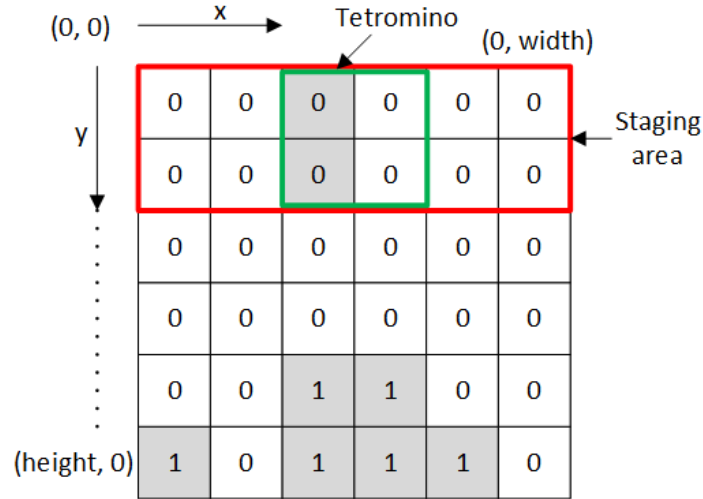 Tetromino
(0, 0)
x
(0, width)
y
0 0 0 0 0 0
Staging
area
0 0 0 0 0 0
0 0 0 0 0 0
0 0 0 0 0 0
0 0 1 1 0 0
(height, 0)
1 0 1 1 1 0